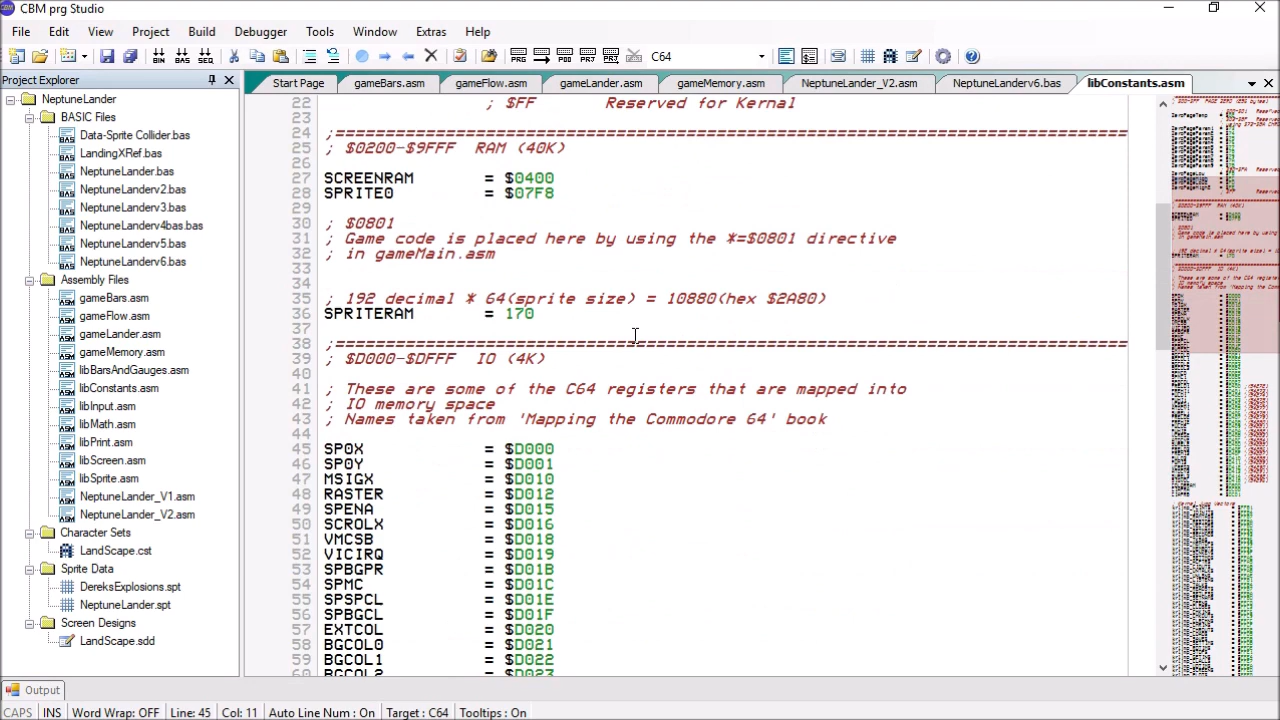 CBM prg Studio
File Edit View Project Build Debugger Tools Window Extras Help
C64
Project Explorer
Start Page gameBars.asm gameFlow.asm gameLander.asm gameMemory.asm NeptuneLander_V2.asm NeptuneLanderv6.bas libConstants.asm
NeptuneLander
BASIC Files
Data-Sprite Collider.bas
LandingXRef.bas
NeptuneLander.bas
NeptuneLanderv2.bas
NeptuneLanderv3.bas
NeptuneLanderv4bas.bas
NeptuneLanderv5.bas
NeptuneLanderv6.bas
Assembly Files
gameBars.asm
gameFlow.asm
gameLander.asm
gameMemory.asm
libBarsAndGauges.asm
libConstants.asm
libInput.asm
libMath.asm
libPrint.asm
libScreen.asm
libSprite.asm
NeptuneLander_V1.asm
NeptuneLander_V2.asm
Character Sets
LandScape.cst
Sprite Data
DereksExplosions.spt
NeptuneLander.spt
Screen Designs
LandScape.sdd
22 ; $FF Reserved for Kernal
23
24 ;================================================================================
25 ; $0200-$9FFF RAM (40K)
26
27 SCREENRAM = $0400
28 SPRITE0 = $07F8
29
30 ; $0801
31 ; Game code is placed here by using the *=$0801 directive
32 ; in gameMain.asm
33
34
35 ; 192 decimal * 64(sprite size) = 10880(hex $2A80)
36 SPRITERAM = 170
37
38 ;================================================================================
39 ; $D000-$DFFF IO (4K)
40
41 ; These are some of the C64 registers that are mapped into
42 ; IO memory space
43 ; Names taken from 'Mapping the Commodore 64' book
44
45 SP0X = $D000
46 SP0Y = $D001
47 MSIGX = $D010
48 RASTER = $D012
49 SPENA = $D015
50 SCROLX = $D016
51 VMCSB = $D018
52 VICIRQ = $D019
53 SPBGPR = $D01B
54 SPMC = $D01C
55 SPSPCL = $D01E
56 SPBGCL = $D01F
57 EXTCOL = $D020
58 BGCOL0 = $D021
59 BGCOL1 = $D022
60 BGCOL2 = $D023
Output
CAPS INS Word Wrap: OFF Line: 45 Col: 11 Auto Line Num : On Target : C64 Tooltips : On